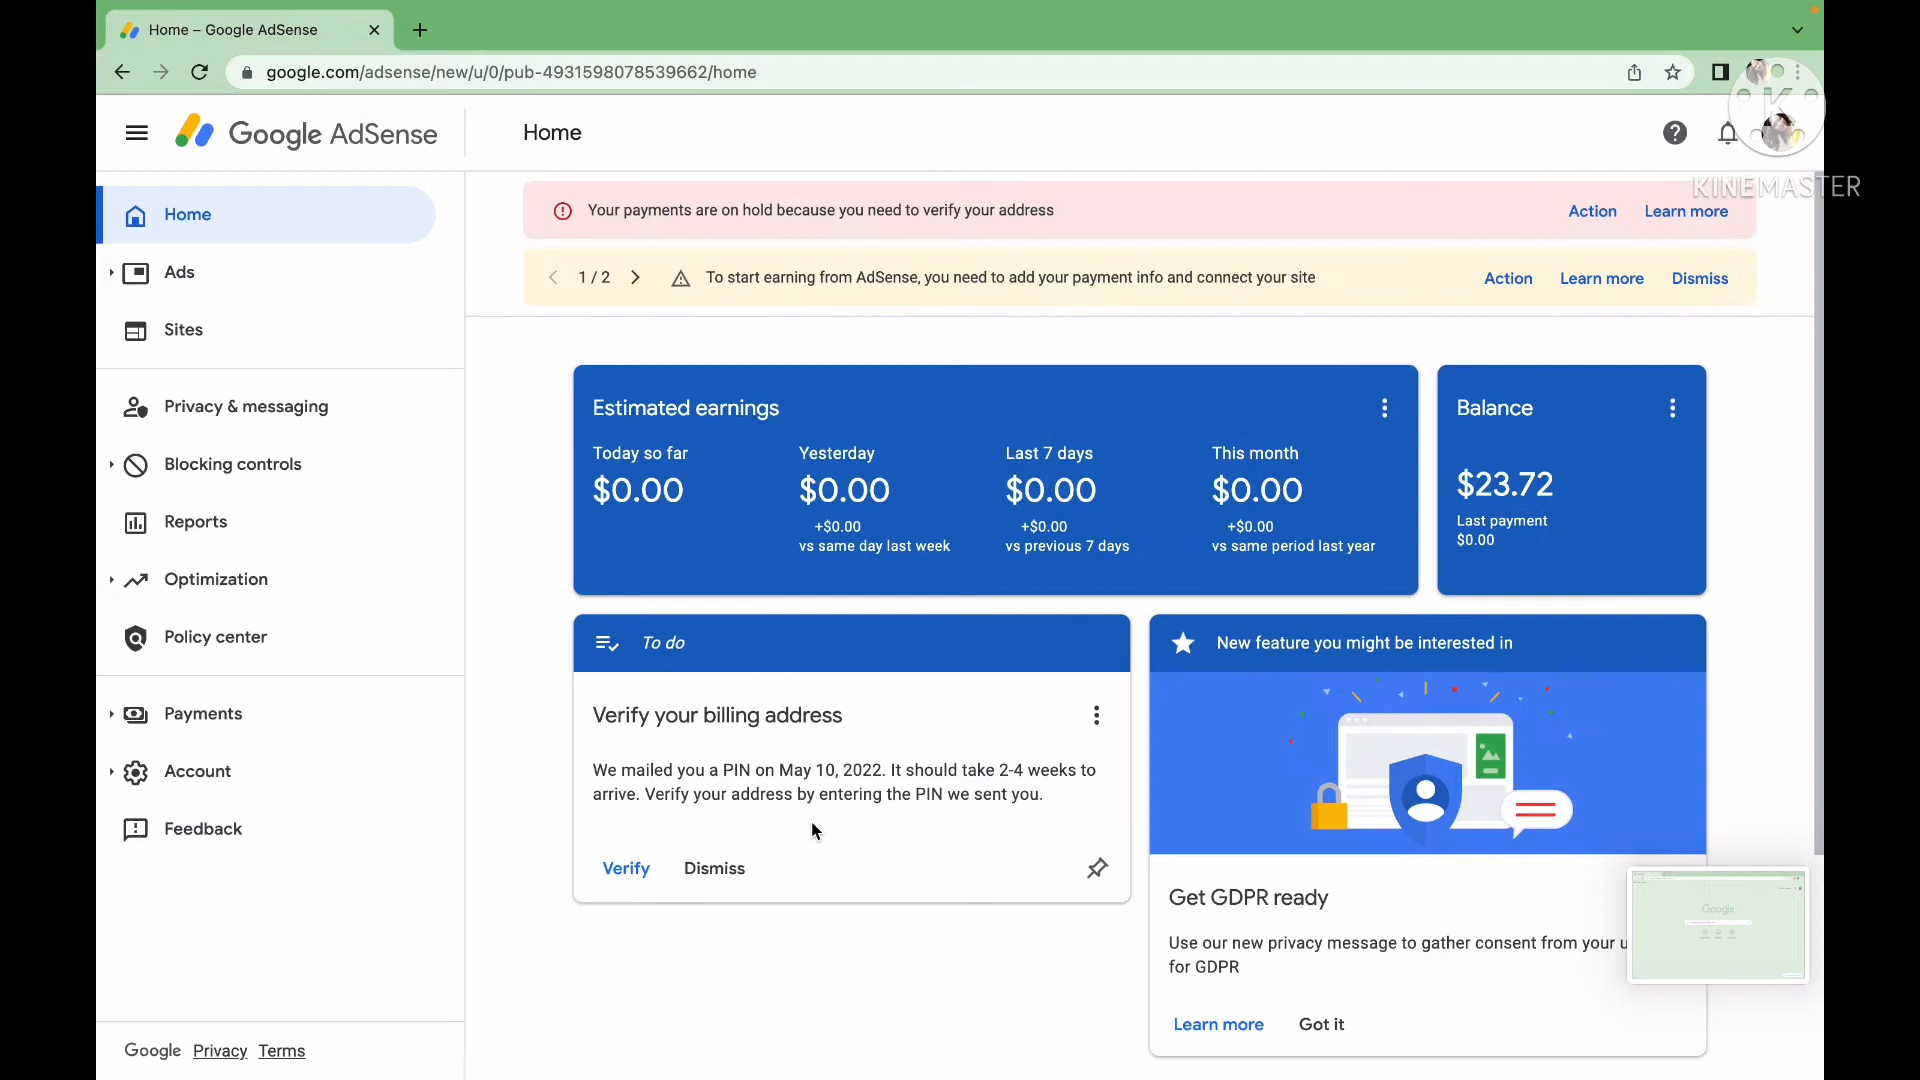 Home – Google AdSense
google.com/adsense/new/u/0/pub-4931598078539662/home
Google AdSense
Home
KINEMASTER
Home
Ads
Sites
Privacy & messaging
Blocking controls
Reports
Optimization
Policy center
Payments
Account
Feedback
Google Privacy Terms
Your payments are on hold because you need to verify your address Action Learn more
1 / 2 To start earning from AdSense, you need to add your payment info and connect your site Action Learn more Dismiss
Estimated earnings
Today so far Yesterday Last 7 days This month
$0.00 $0.00 $0.00 $0.00
+$0.00 +$0.00 +$0.00
vs same day last week vs previous 7 days vs same period last year
Balance
$23.72
Last payment
$0.00
To do
Verify your billing address
We mailed you a PIN on May 10, 2022. It should take 2-4 weeks to
arrive. Verify your address by entering the PIN we sent you.
Verify Dismiss
New feature you might be interested in
Get GDPR ready
Use our new privacy message to gather consent from your u
for GDPR
Learn more Got it
Google